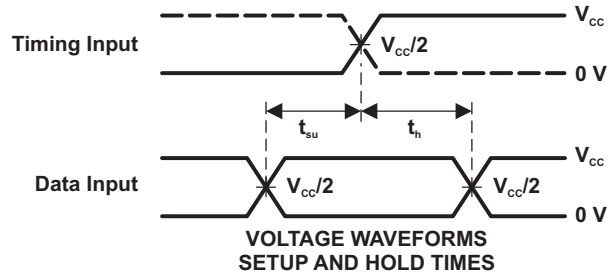 V_CC
Timing Input
V_CC/2
0 V
t_su
t_h
V_CC
Data Input
V_CC/2
V_CC/2
0 V
VOLTAGE WAVEFORMS
SETUP AND HOLD TIMES